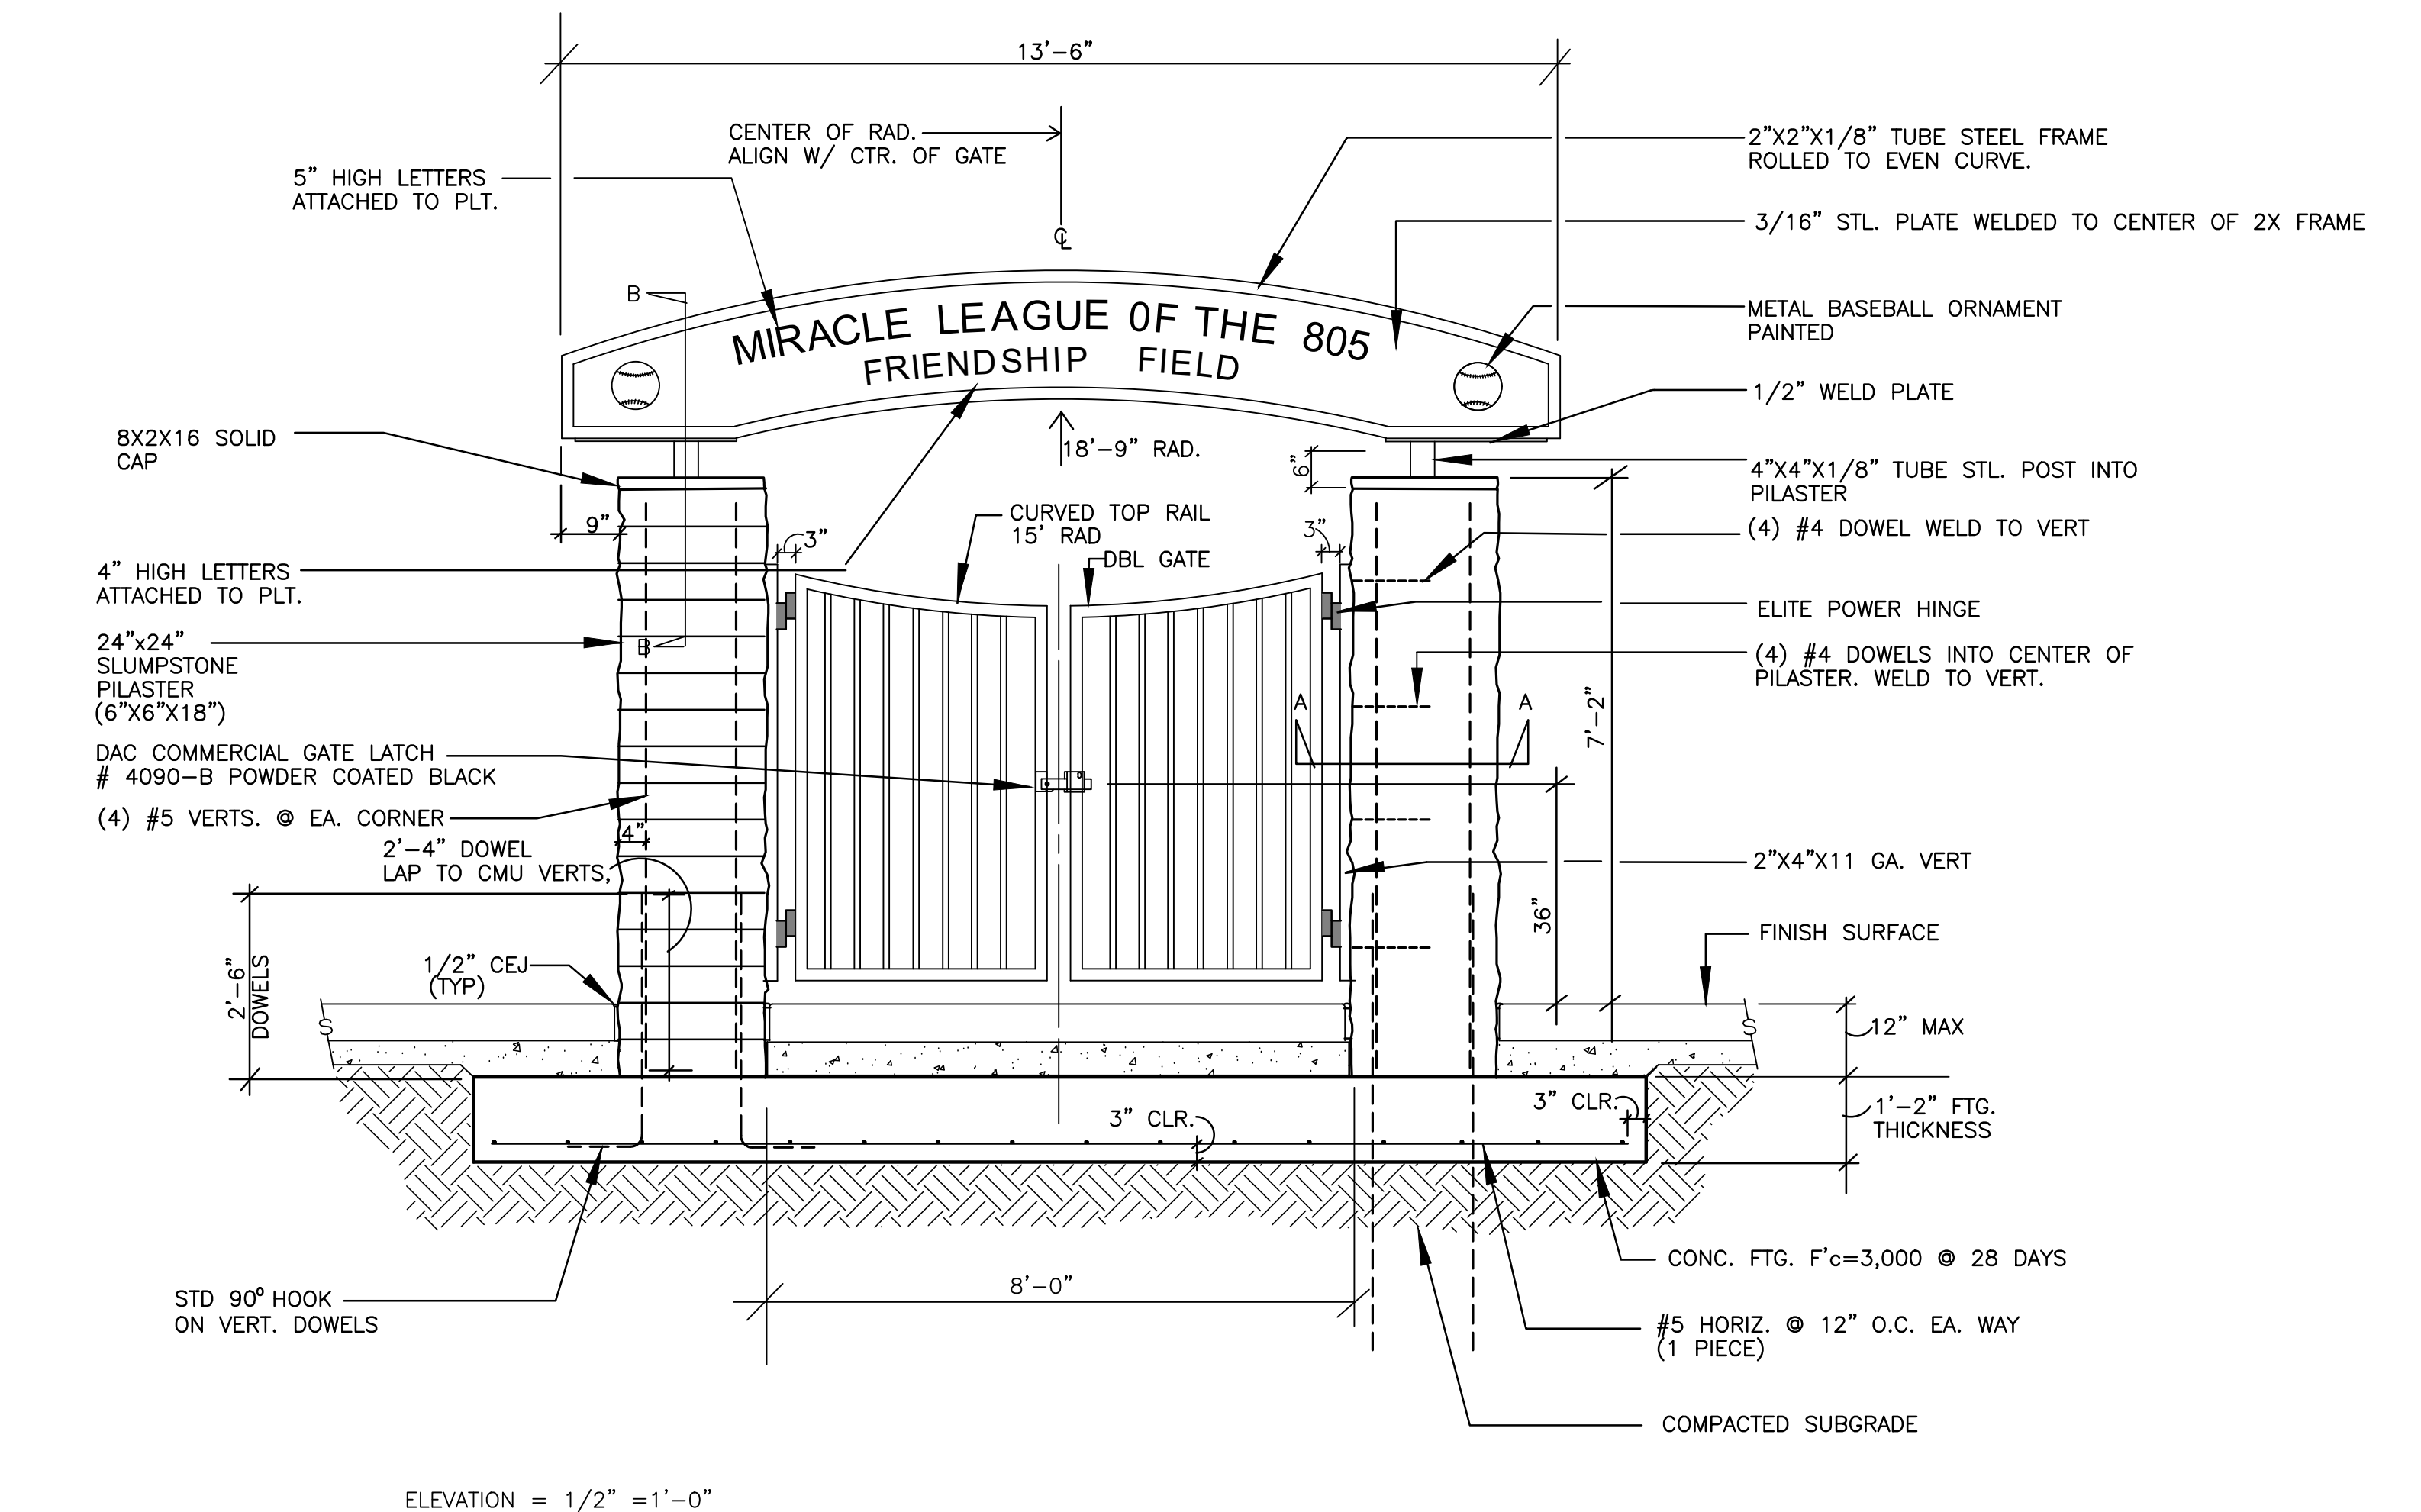 13'-6"
CENTER OF RAD.
ALIGN W/ CTR. OF GATE
2"X2"X1/8" TUBE STEEL FRAME
ROLLED TO EVEN CURVE.
5" HIGH LETTERS
ATTACHED TO PLT.
3/16" STL. PLATE WELDED TO CENTER OF 2X FRAME
CL
B
MIRACLE LEAGUE 0F THE 805
FRIENDSHIP FIELD
METAL BASEBALL ORNAMENT
PAINTED
1/2" WELD PLATE
8X2X16 SOLID
CAP
18'-9" RAD.
6"
4"X4"X1/8" TUBE STL. POST INTO
PILASTER
9"
3"
CURVED TOP RAIL
15' RAD
3"
(4) #4 DOWEL WELD TO VERT
DBL GATE
4" HIGH LETTERS
ATTACHED TO PLT.
ELITE POWER HINGE
24"x24"
SLUMPSTONE
PILASTER
(6"X6"X18")
B
(4) #4 DOWELS INTO CENTER OF
PILASTER. WELD TO VERT.
A
A
7'-2"
DAC COMMERCIAL GATE LATCH
# 4090-B POWDER COATED BLACK
(4) #5 VERTS. @ EA. CORNER
4"
2'-4" DOWEL
LAP TO CMU VERTS,
2"X4"X11 GA. VERT
36"
FINISH SURFACE
1/2" CEJ
(TYP)
2'-6"
DOWELS
S
S
12" MAX
3" CLR.
3" CLR.
1'-2" FTG.
THICKNESS
CONC. FTG. F'c=3,000 @ 28 DAYS
8'-0"
STD 90° HOOK
ON VERT. DOWELS
#5 HORIZ. @ 12" O.C. EA. WAY
(1 PIECE)
COMPACTED SUBGRADE
ELEVATION = 1/2" =1'-0"